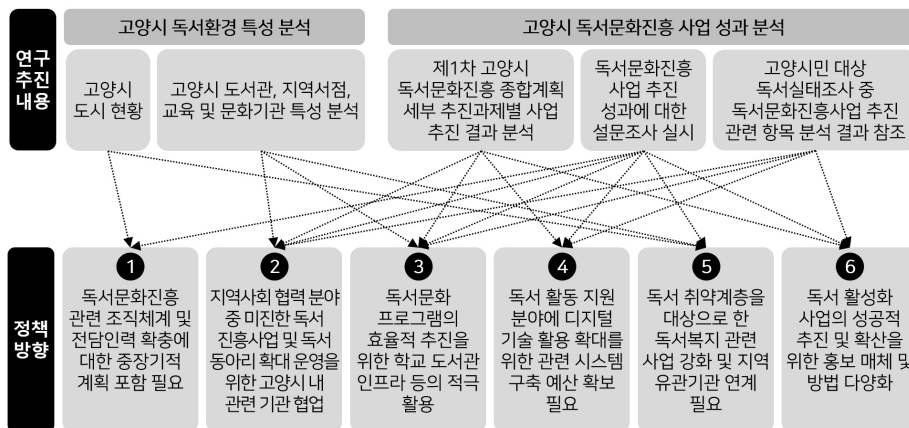 고양시 독서환경 특성 분석
고양시 독서문화진흥 사업 성과 분석
연구
추진
내용
고양시
도시 현황
고양시 도서관, 지역서점,
교육 및 문화기관 특성 분석
제1차 고양시
독서문화진흥 종합계획
세부 추진과제별 사업
추진 결과 분석
독서문화진흥
사업 추진
성과에 대한
설문조사 실시
고양시민 대상
독서실태조사 중
독서문화진흥사업 추진
관련 항목 분석 결과 참조
정책
방향
1
독서문화진흥
관련 조직체계 및
전담인력 확충에
대한 중장기적
계획 포함 필요
2
지역사회 협력 분야
중 미진한 독서
진흥사업 및 독서
동아리 확대 운영을
위한 고양시 내
관련 기관 협업
3
독서문화
프로그램의
효율적 추진을
위한 학교 도서관
인프라 등의 적극
활용
4
독서 활동 지원
분야에 디지털
기술 활용 확대를
위한 관련 시스템
구축 예산 확보
필요
5
독서 취약계층을
대상으로 한
독서복지 관련
사업 강화 및 지역
유관기관 연계
필요
6
독서 활성화
사업의 성공적
추진 및 확산을
위한 홍보 매체 및
방법 다양화